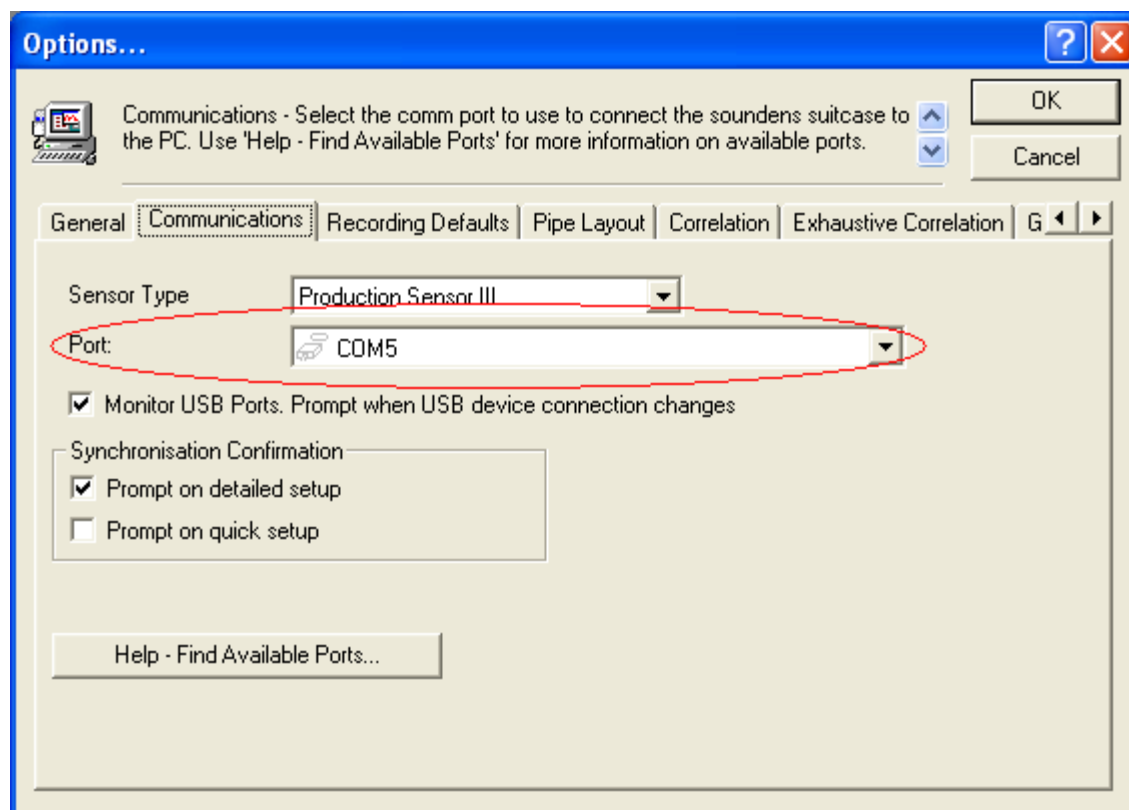 Options...
OK
Communications - Select the comm port to use to connect the soundens suitcase to
the PC. Use 'Help - Find Available Ports' for more information on available ports.
Cancel
General Communications Recording Defaults Pipe Layout Correlation Exhaustive Correlation G
Sensor Type Production Sensor III
Port: COM5
Monitor USB Ports. Prompt when USB device connection changes
Synchronisation Confirmation
Prompt on detailed setup
Prompt on quick setup
Help - Find Available Ports...